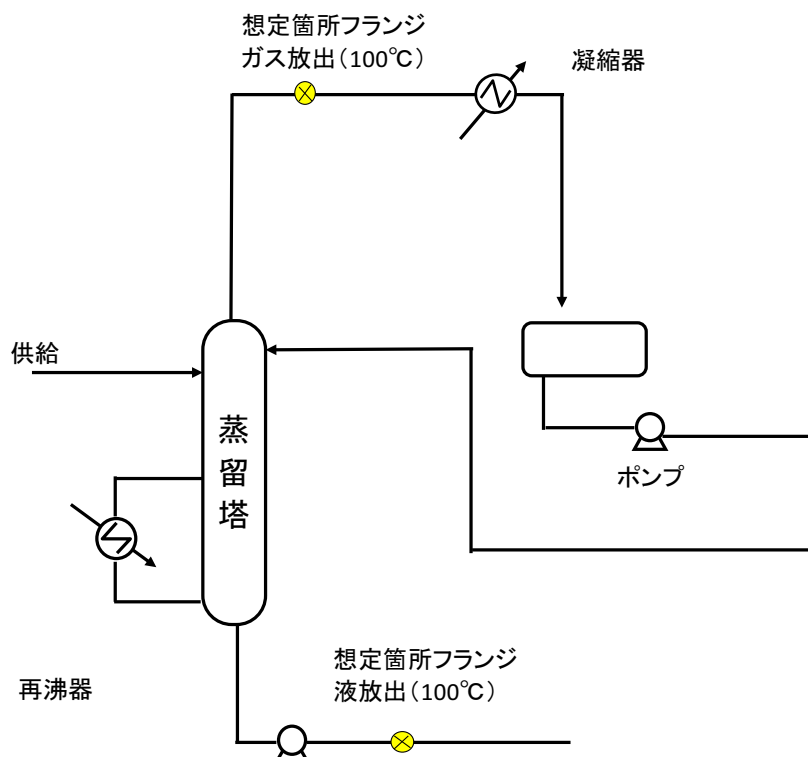 想定箇所フランジ
ガス放出（100℃）
凝縮器
供給
蒸
留
塔
ポンプ
想定箇所フランジ
液放出（100℃）
再沸器